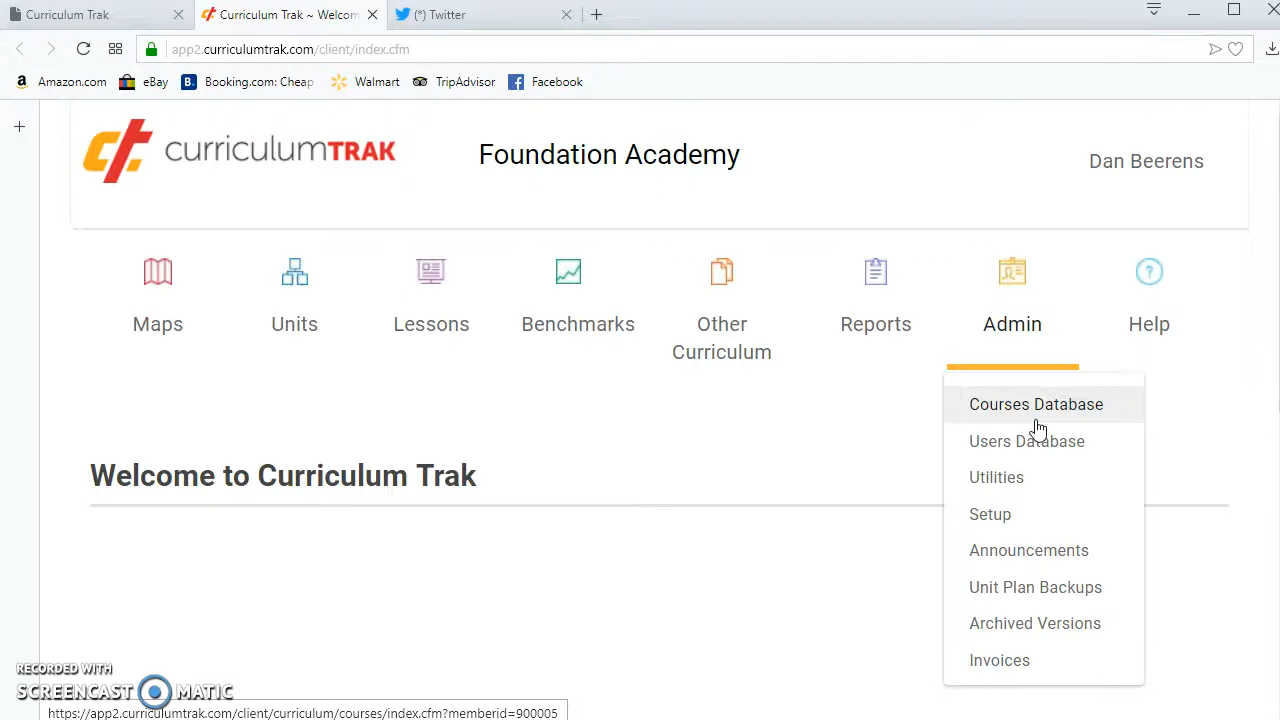 Curriculum Trak
Curriculum Trak ~ Welcom
(*) Twitter
app2.curriculumtrak.com/client/index.cfm
Amazon.com
eBay
B. Booking.com: Cheap
Walmart
TripAdvisor
Facebook
curriculumTRAK
Foundation Academy
Dan Beerens
Maps
Units
Lessons
Benchmarks
Other
Curriculum
Reports
Admin
Help
Courses Database
Users Database
Utilities
Setup
Announcements
Unit Plan Backups
Archived Versions
Invoices
Welcome to Curriculum Trak
RECORDED WITH
SCREENCAST MATIC
https://app2.curriculumtrak.com/client/curriculum/courses/index.cfm?memberid=900005